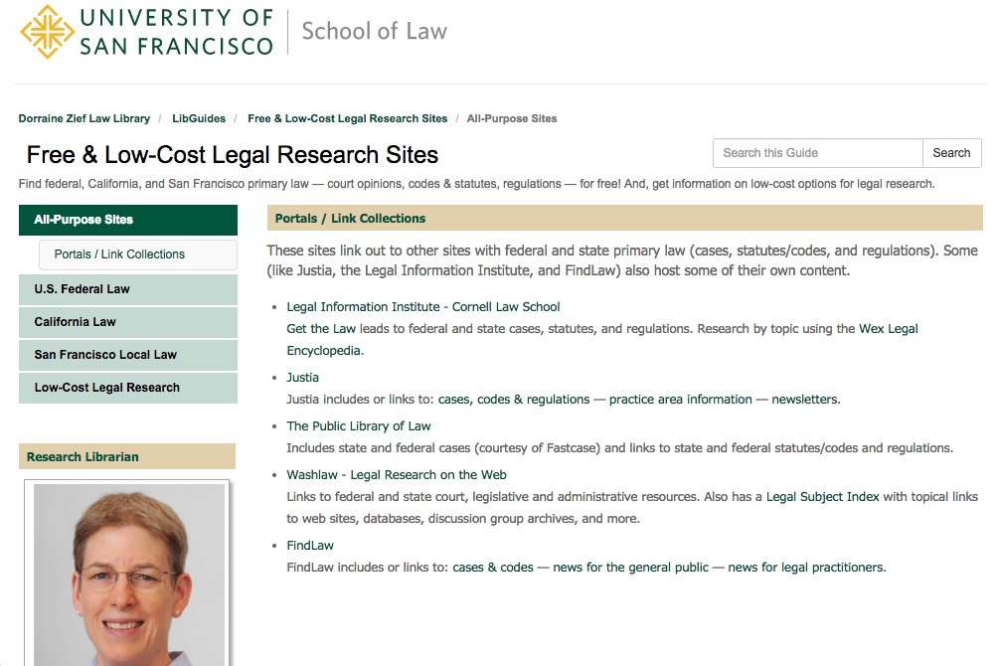 UNIVERSITY OF
SAN FRANCISCO
School of Law
Dorraine Zief Law Library / LibGuides / Free & Low-Cost Legal Research Sites / All-Purpose Sites
Free & Low-Cost Legal Research Sites
Search this Guide
Search
Find federal, California, and San Francisco primary law — court opinions, codes & statutes, regulations — for free! And, get information on low-cost options for legal research.
All-Purpose Sites
Portals / Link Collections
U.S. Federal Law
California Law
San Francisco Local Law
Low-Cost Legal Research
Research Librarian
Portals / Link Collections
These sites link out to other sites with federal and state primary law (cases, statutes/codes, and regulations). Some
(like Justia, the Legal Information Institute, and FindLaw) also host some of their own content.
• Legal Information Institute - Cornell Law School
Get the Law leads to federal and state cases, statutes, and regulations. Research by topic using the Wex Legal
Encyclopedia.
• Justia
Justia includes or links to: cases, codes & regulations — practice area information — newsletters.
• The Public Library of Law
Includes state and federal cases (courtesy of Fastcase) and links to state and federal statutes/codes and regulations.
• Washlaw - Legal Research on the Web
Links to federal and state court, legislative and administrative resources. Also has a Legal Subject Index with topical links
to web sites, databases, discussion group archives, and more.
• FindLaw
FindLaw includes or links to: cases & codes — news for the general public — news for legal practitioners.